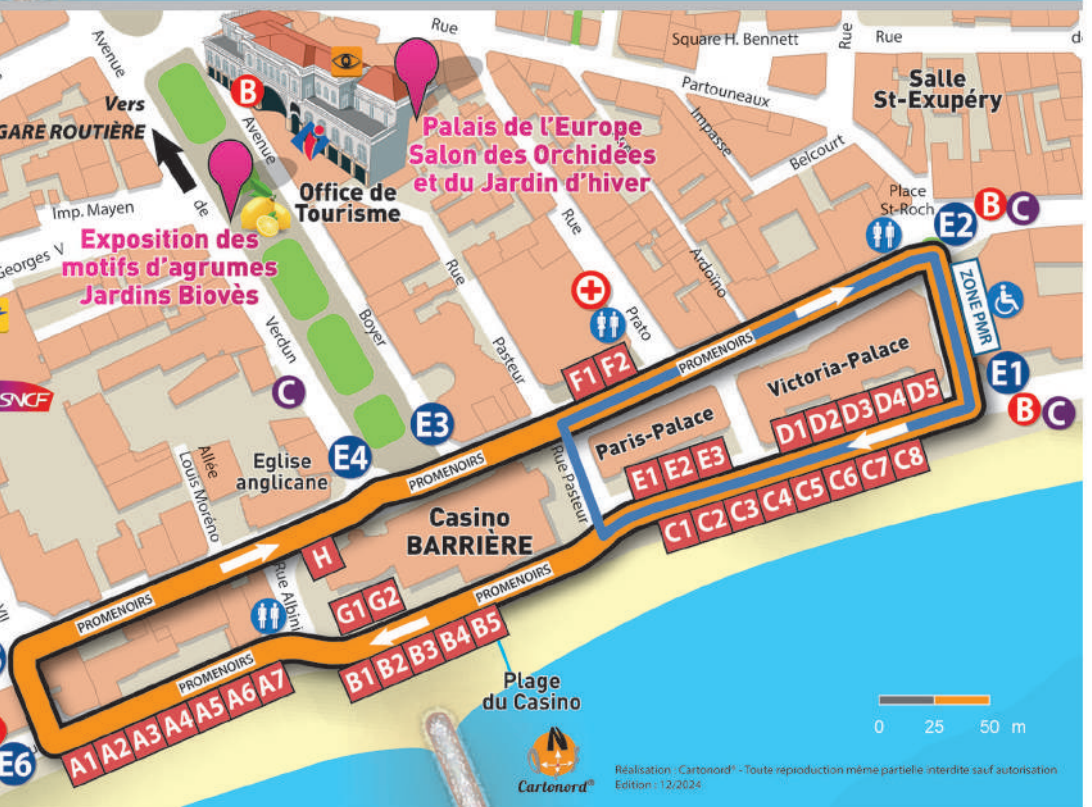 Rue
Square H. Bennett
Rue
Rue
Avenue
Salle
St-Exupéry
Vers
GARE ROUTIÈRE
B
Avenue
Partouneaux
Impasse
Belcourt
Palais de l'Europe
Salon des Orchidées
et du Jardin d'hiver
Office de
Tourisme
Imp. Mayen
de
Place
St-Roch
E2
B
C
Georges V
Exposition des
motifs d'agrumes
Jardins Biovès
Rue
Rue
Ardoïno
ZONE PMR
Verdun
Boyer
Pasteur
Prato
F1
F2
PROMENOIRS
Victoria-Palace
E1
B
C
SNCF
C
D1
D2
D3
D4
D5
Paris-Palace
E3
E4
Eglise
anglicane
Allée
Louis Moréno
PROMENOIRS
Rue Pasteur
E1
E2
E3
C1
C2
C3
C4
C5
C6
C7
C8
Casino
BARRIÈRE
H
G1
G2
Rue Albini
VII
PROMENOIRS
PROMENOIRS
PROMENOIRS
A1
A2
A3
A4
A5
A6
A7
B1
B2
B3
B4
B5
Plage
du Casino
E6
0 25 50 m
N
Cartonord®
Réalisation : Cartonord® - Toute reproduction même partielle interdite sauf autorisation
Edition : 12/2024